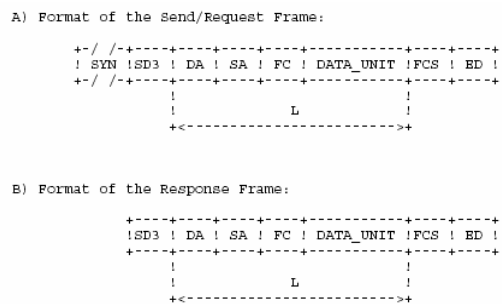 A) Format of the Send/Request Frame:
+-/ /-+----+----+----+----+-----------+----+----+
! SYN !SD3 ! DA ! SA ! FC ! DATA_UNIT !FCS ! ED !
+-/ /-+----+----+----+----+-----------+----+----+
! !
! L !
+<------------------------->+
B) Format of the Response Frame:
+----+----+----+----+-----------+----+----+
!SD3 ! DA ! SA ! FC ! DATA_UNIT !FCS ! ED !
+----+----+----+----+-----------+----+----+
! !
! L !
+<------------------------->+